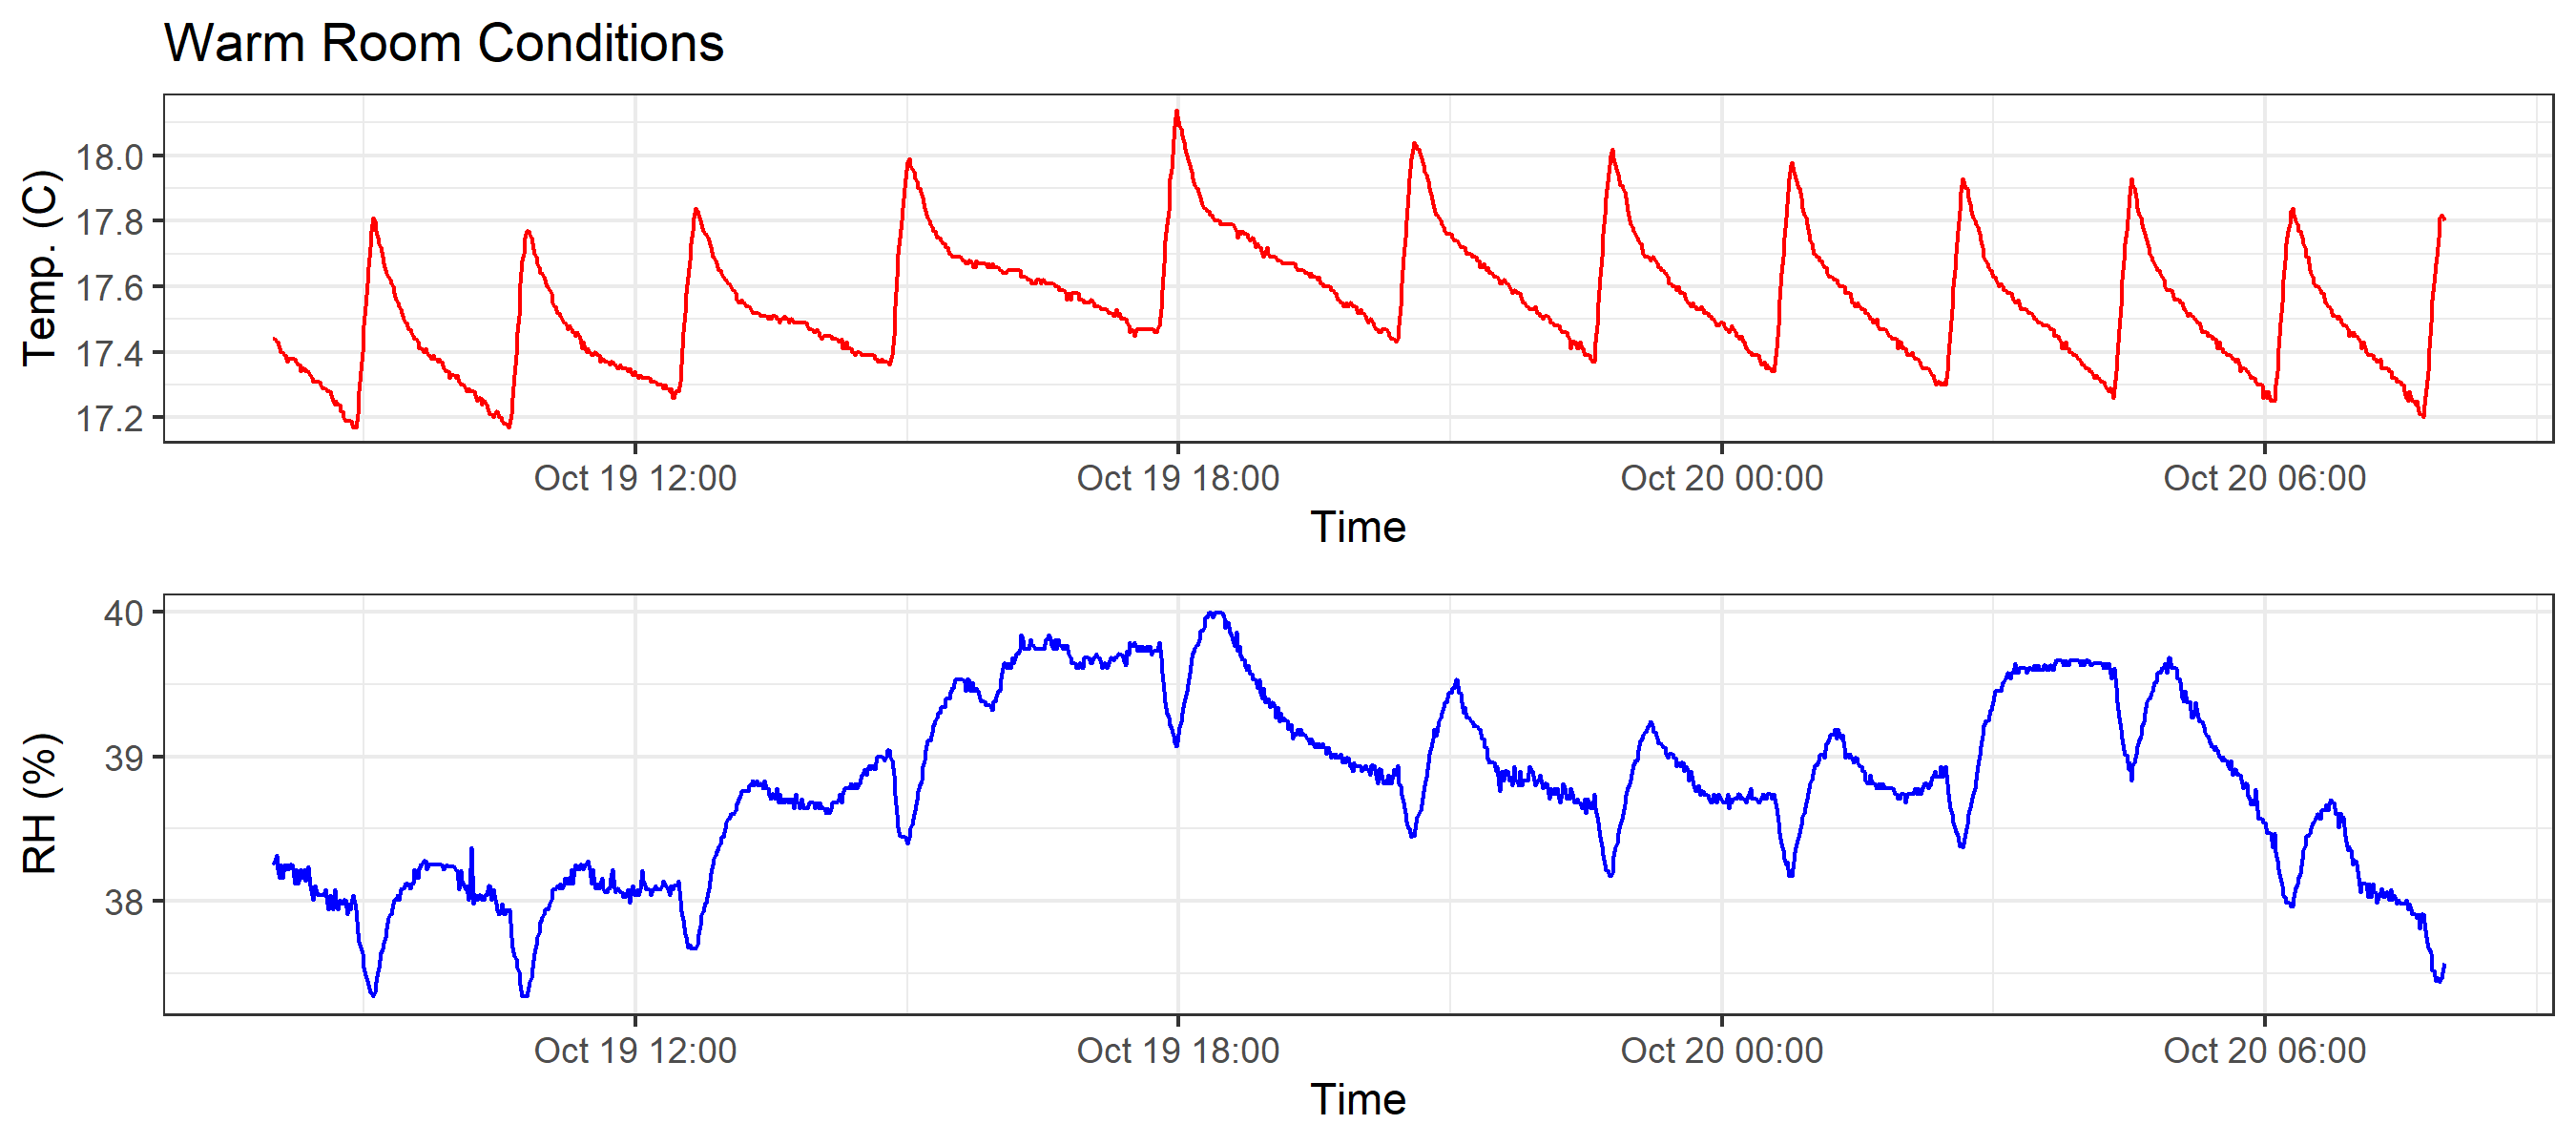 Warm Room Conditions
Temp. (C)
18.0
17.8
17.6
17.4
17.2
Oct 19 12:00 Oct 19 18:00 Oct 20 00:00 Oct 20 06:00
Time
RH (%)
40
39
38
Oct 19 12:00 Oct 19 18:00 Oct 20 00:00 Oct 20 06:00
Time